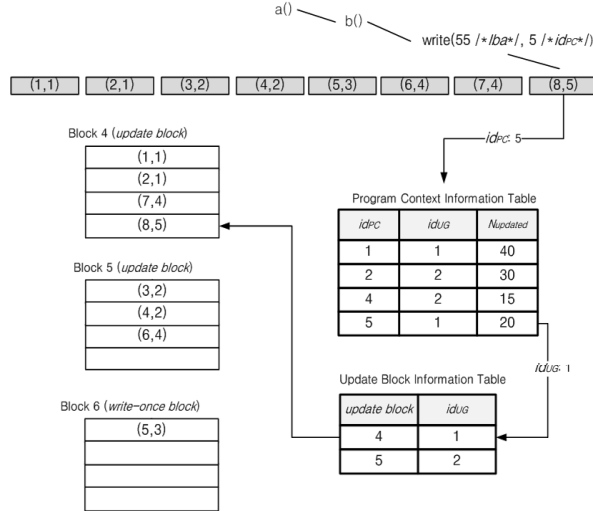 a()
b()
write(55 /*lba*/, 5 /*idPC*/)
(1,1) (2,1) (3,2) (4,2) (5,3) (6,4) (7,4) (8,5)
idPC: 5
Block 4 (update block)
(1,1)
(2,1)
(7,4)
(8,5)
Program Context Information Table
idPC idUG Nupdated
1 1 40
2 2 30
4 2 15
5 1 20
Block 5 (update block)
(3,2)
(4,2)
(6,4)
idUG: 1
Update Block Information Table
update block idUG
4 1
5 2
Block 6 (write-once block)
(5,3)